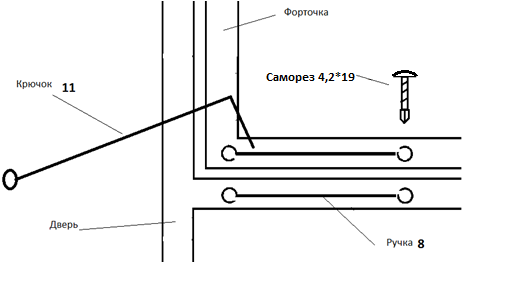 Форточка
Саморез 4,2*19
Крючок 11
Дверь
Ручка 8